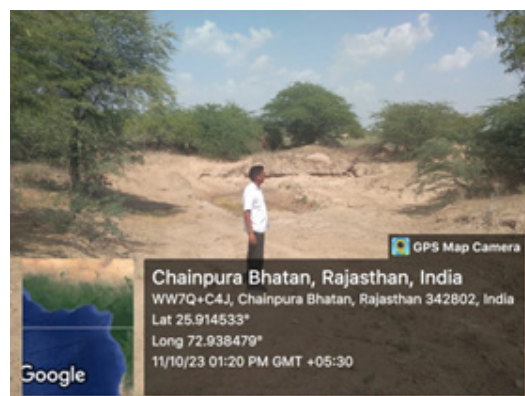 GPS Map Camera
Chainpura Bhatan, Rajasthan, India
WW7Q+C4J, Chainpura Bhatan, Rajasthan 342802, India
Lat 25.914533°
Long 72.938479°
11/10/23 01:20 PM GMT +05:30
Google